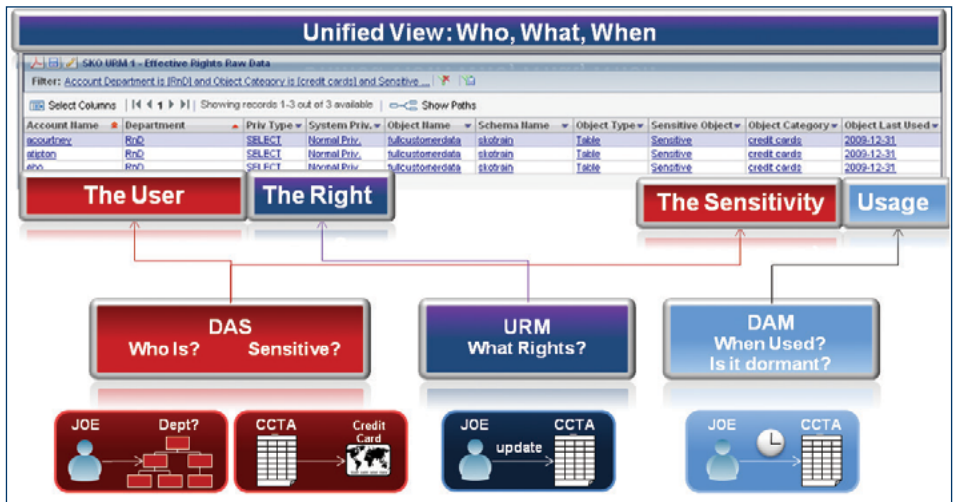 Unified View: Who, What, When
SKO URM 1 - Effective Rights Raw Data
Filter: Account Department is [RnD] and Object Category is [credit cards] and Sensitive ...
Select Columns 1 Showing records 1-3 out of 3 available Show Paths
Account Name Department Priv Type System Priv. Object Name Schema Name Object Type Sensitive Object Object Category Object Last Used
acourtney RnD SELECT Normal Priv. fullcustomerdata skotrain Table Sensitive credit cards 2009-12-31
atipton RnD SELECT Normal Priv. fullcustomerdata skotrain Table Sensitive credit cards 2009-12-31
RnD SELECT Normal Priv. fullcustomerdata skotrain Table Sensitive credit cards 2009-12-31
The User The Right The Sensitivity Usage
DAS
Who Is? Sensitive?
URM
What Rights?
DAM
When Used?
Is it dormant?
JOE Dept?
CCTA Credit
Card
JOE update CCTA
JOE CCTA